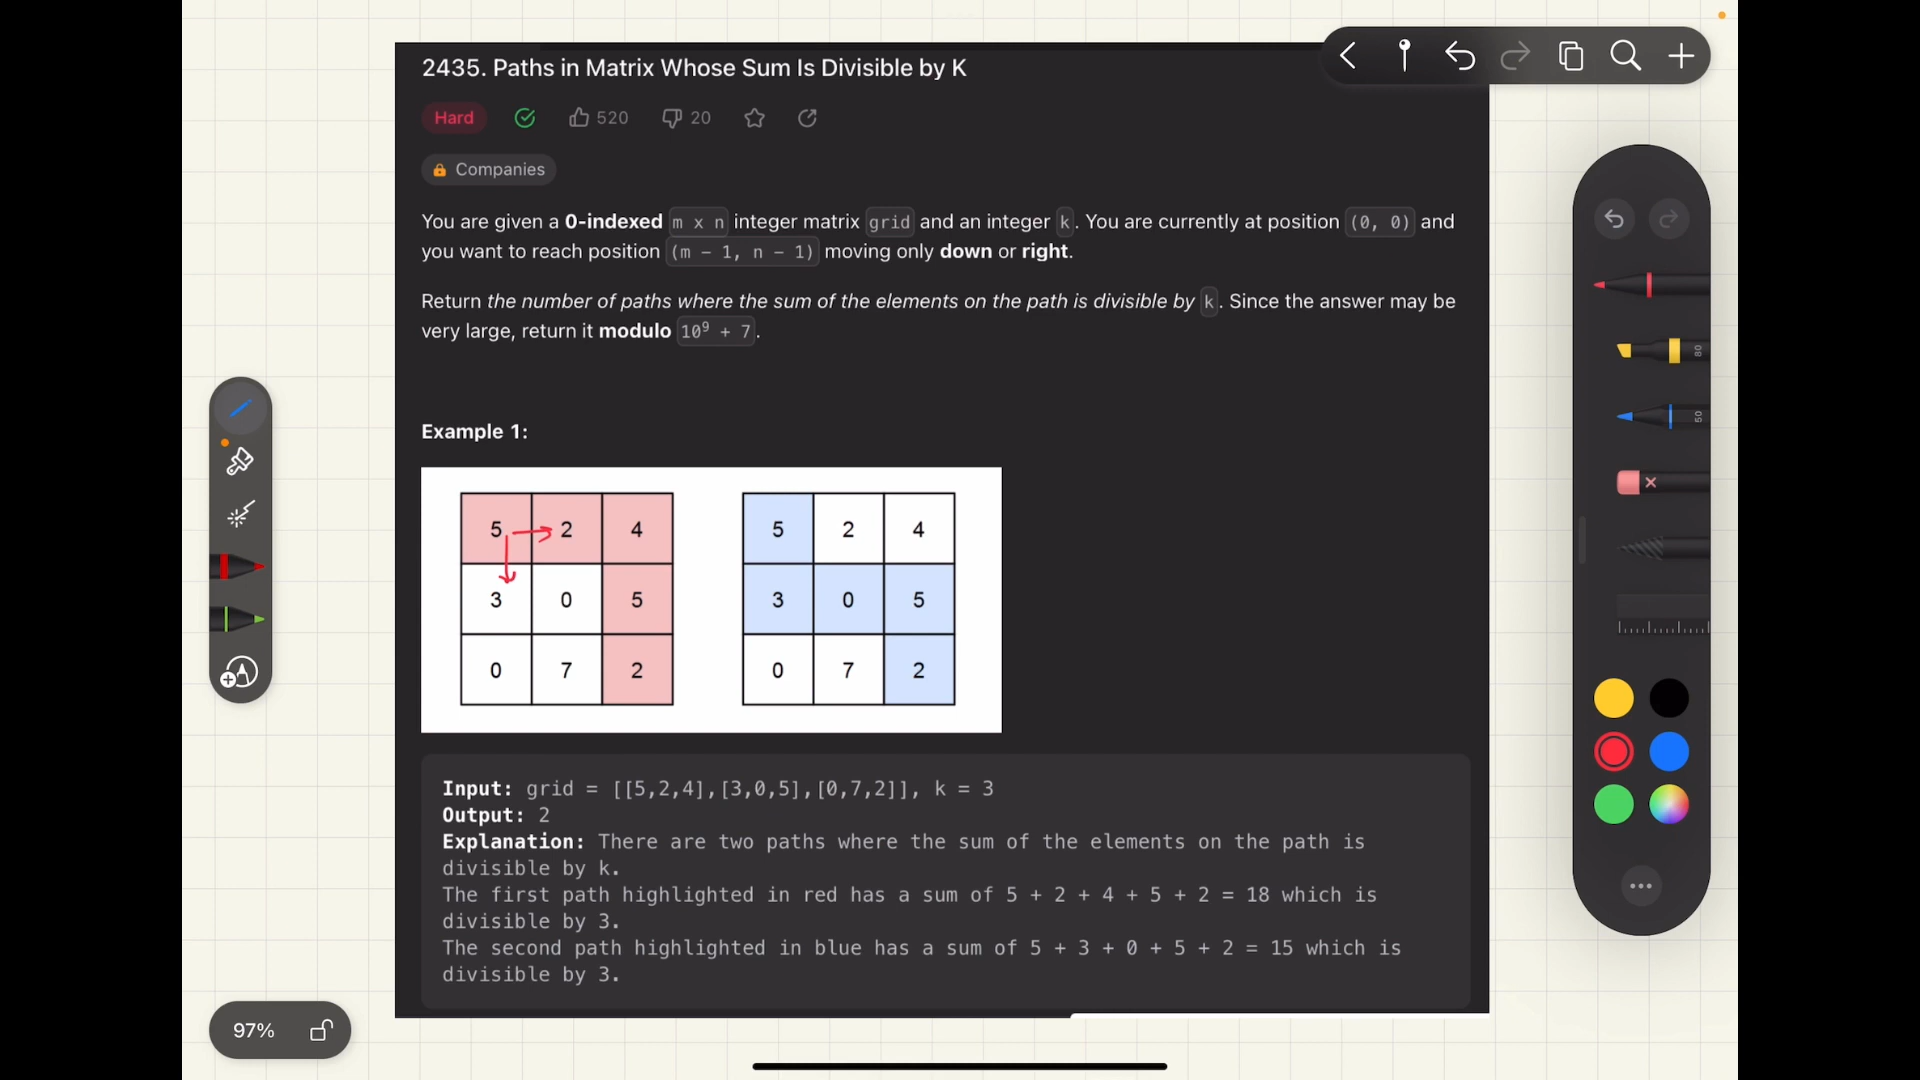 2435. Paths in Matrix Whose Sum Is Divisible by K
Hard 520 20
Companies
You are given a 0-indexed m x n integer matrix grid and an integer k. You are currently at position (0, 0) and
you want to reach position (m - 1, n - 1) moving only down or right.
Return the number of paths where the sum of the elements on the path is divisible by k. Since the answer may be
very large, return it modulo 10⁹ + 7.
Example 1:
5 2 4
3 0 5
0 7 2
5 2 4
3 0 5
0 7 2
Input: grid = [[5,2,4],[3,0,5],[0,7,2]], k = 3
Output: 2
Explanation: There are two paths where the sum of the elements on the path is
divisible by k.
The first path highlighted in red has a sum of 5 + 2 + 4 + 5 + 2 = 18 which is
divisible by 3.
The second path highlighted in blue has a sum of 5 + 3 + 0 + 5 + 2 = 15 which is
divisible by 3.
80
50
97%